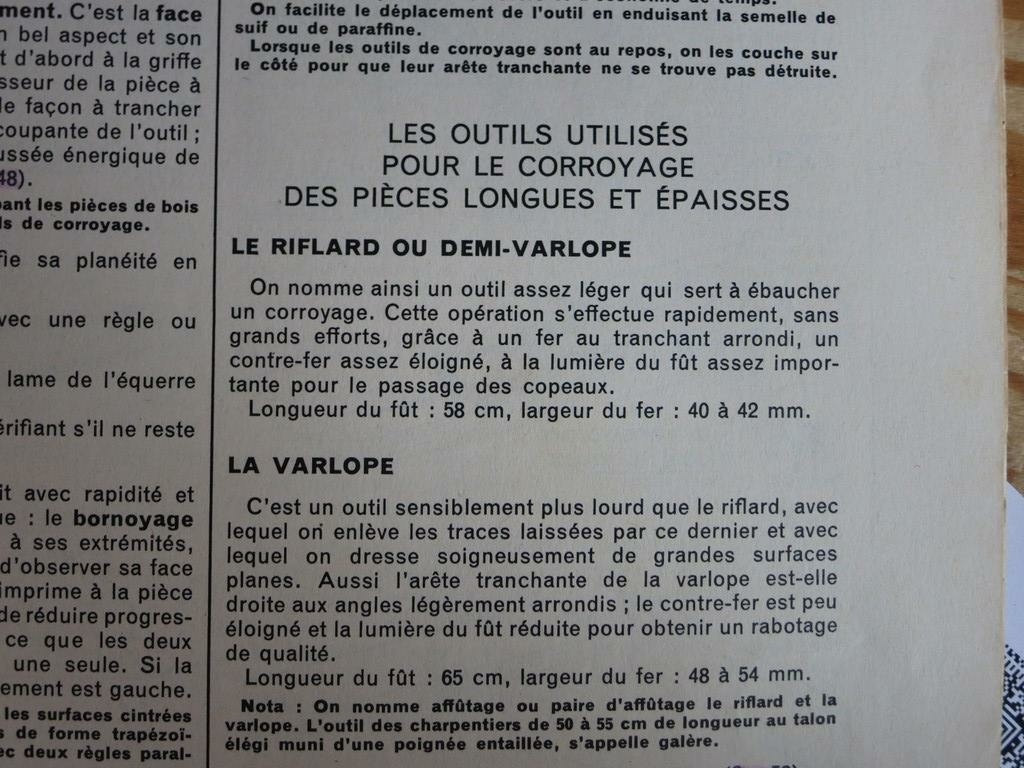 ment. C'est la face
bel aspect et son
t d'abord à la griffe
sseur de la pièce à
le façon à trancher
coupante de l'outil ;
ussée énergique de
48).
ant les pièces de bois
ls de corroyage.
fie sa planéité en
vec une règle ou
lame de l'équerre
érifiant s'il ne reste
it avec rapidité et
ue : le bornoyage
à ses extrémités,
d'observer sa face
imprime à la pièce
de réduire progres-
ce que les deux
une seule. Si la
ement est gauche.
les surfaces cintrées
s de forme trapézoï-
ec deux règles paral-
On facilite le déplacement de l'outil en enduisant la semelle de
suif ou de paraffine.
Lorsque les outils de corroyage sont au repos, on les couche sur
le côté pour que leur arête tranchante ne se trouve pas détruite.
LES OUTILS UTILISÉS
POUR LE CORROYAGE
DES PIÈCES LONGUES ET ÉPAISSES
LE RIFLARD OU DEMI-VARLOPE
On nomme ainsi un outil assez léger qui sert à ébaucher
un corroyage. Cette opération s'effectue rapidement, sans
grands efforts, grâce à un fer au tranchant arrondi, un
contre-fer assez éloigné, à la lumière du fût assez impor-
tante pour le passage des copeaux.
Longueur du fût : 58 cm, largeur du fer : 40 à 42 mm.
LA VARLOPE
C'est un outil sensiblement plus lourd que le riflard, avec
lequel on enlève les traces laissées par ce dernier et avec
lequel on dresse soigneusement de grandes surfaces
planes. Aussi l'arête tranchante de la varlope est-elle
droite aux angles légèrement arrondis ; le contre-fer est peu
éloigné et la lumière du fût réduite pour obtenir un rabotage
de qualité.
Longueur du fût : 65 cm, largeur du fer : 48 à 54 mm.
Nota : On nomme affûtage ou paire d'affûtage le riflard et la
varlope. L'outil des charpentiers de 50 à 55 cm de longueur au talon
élégi muni d'une poignée entaillée, s'appelle galère.